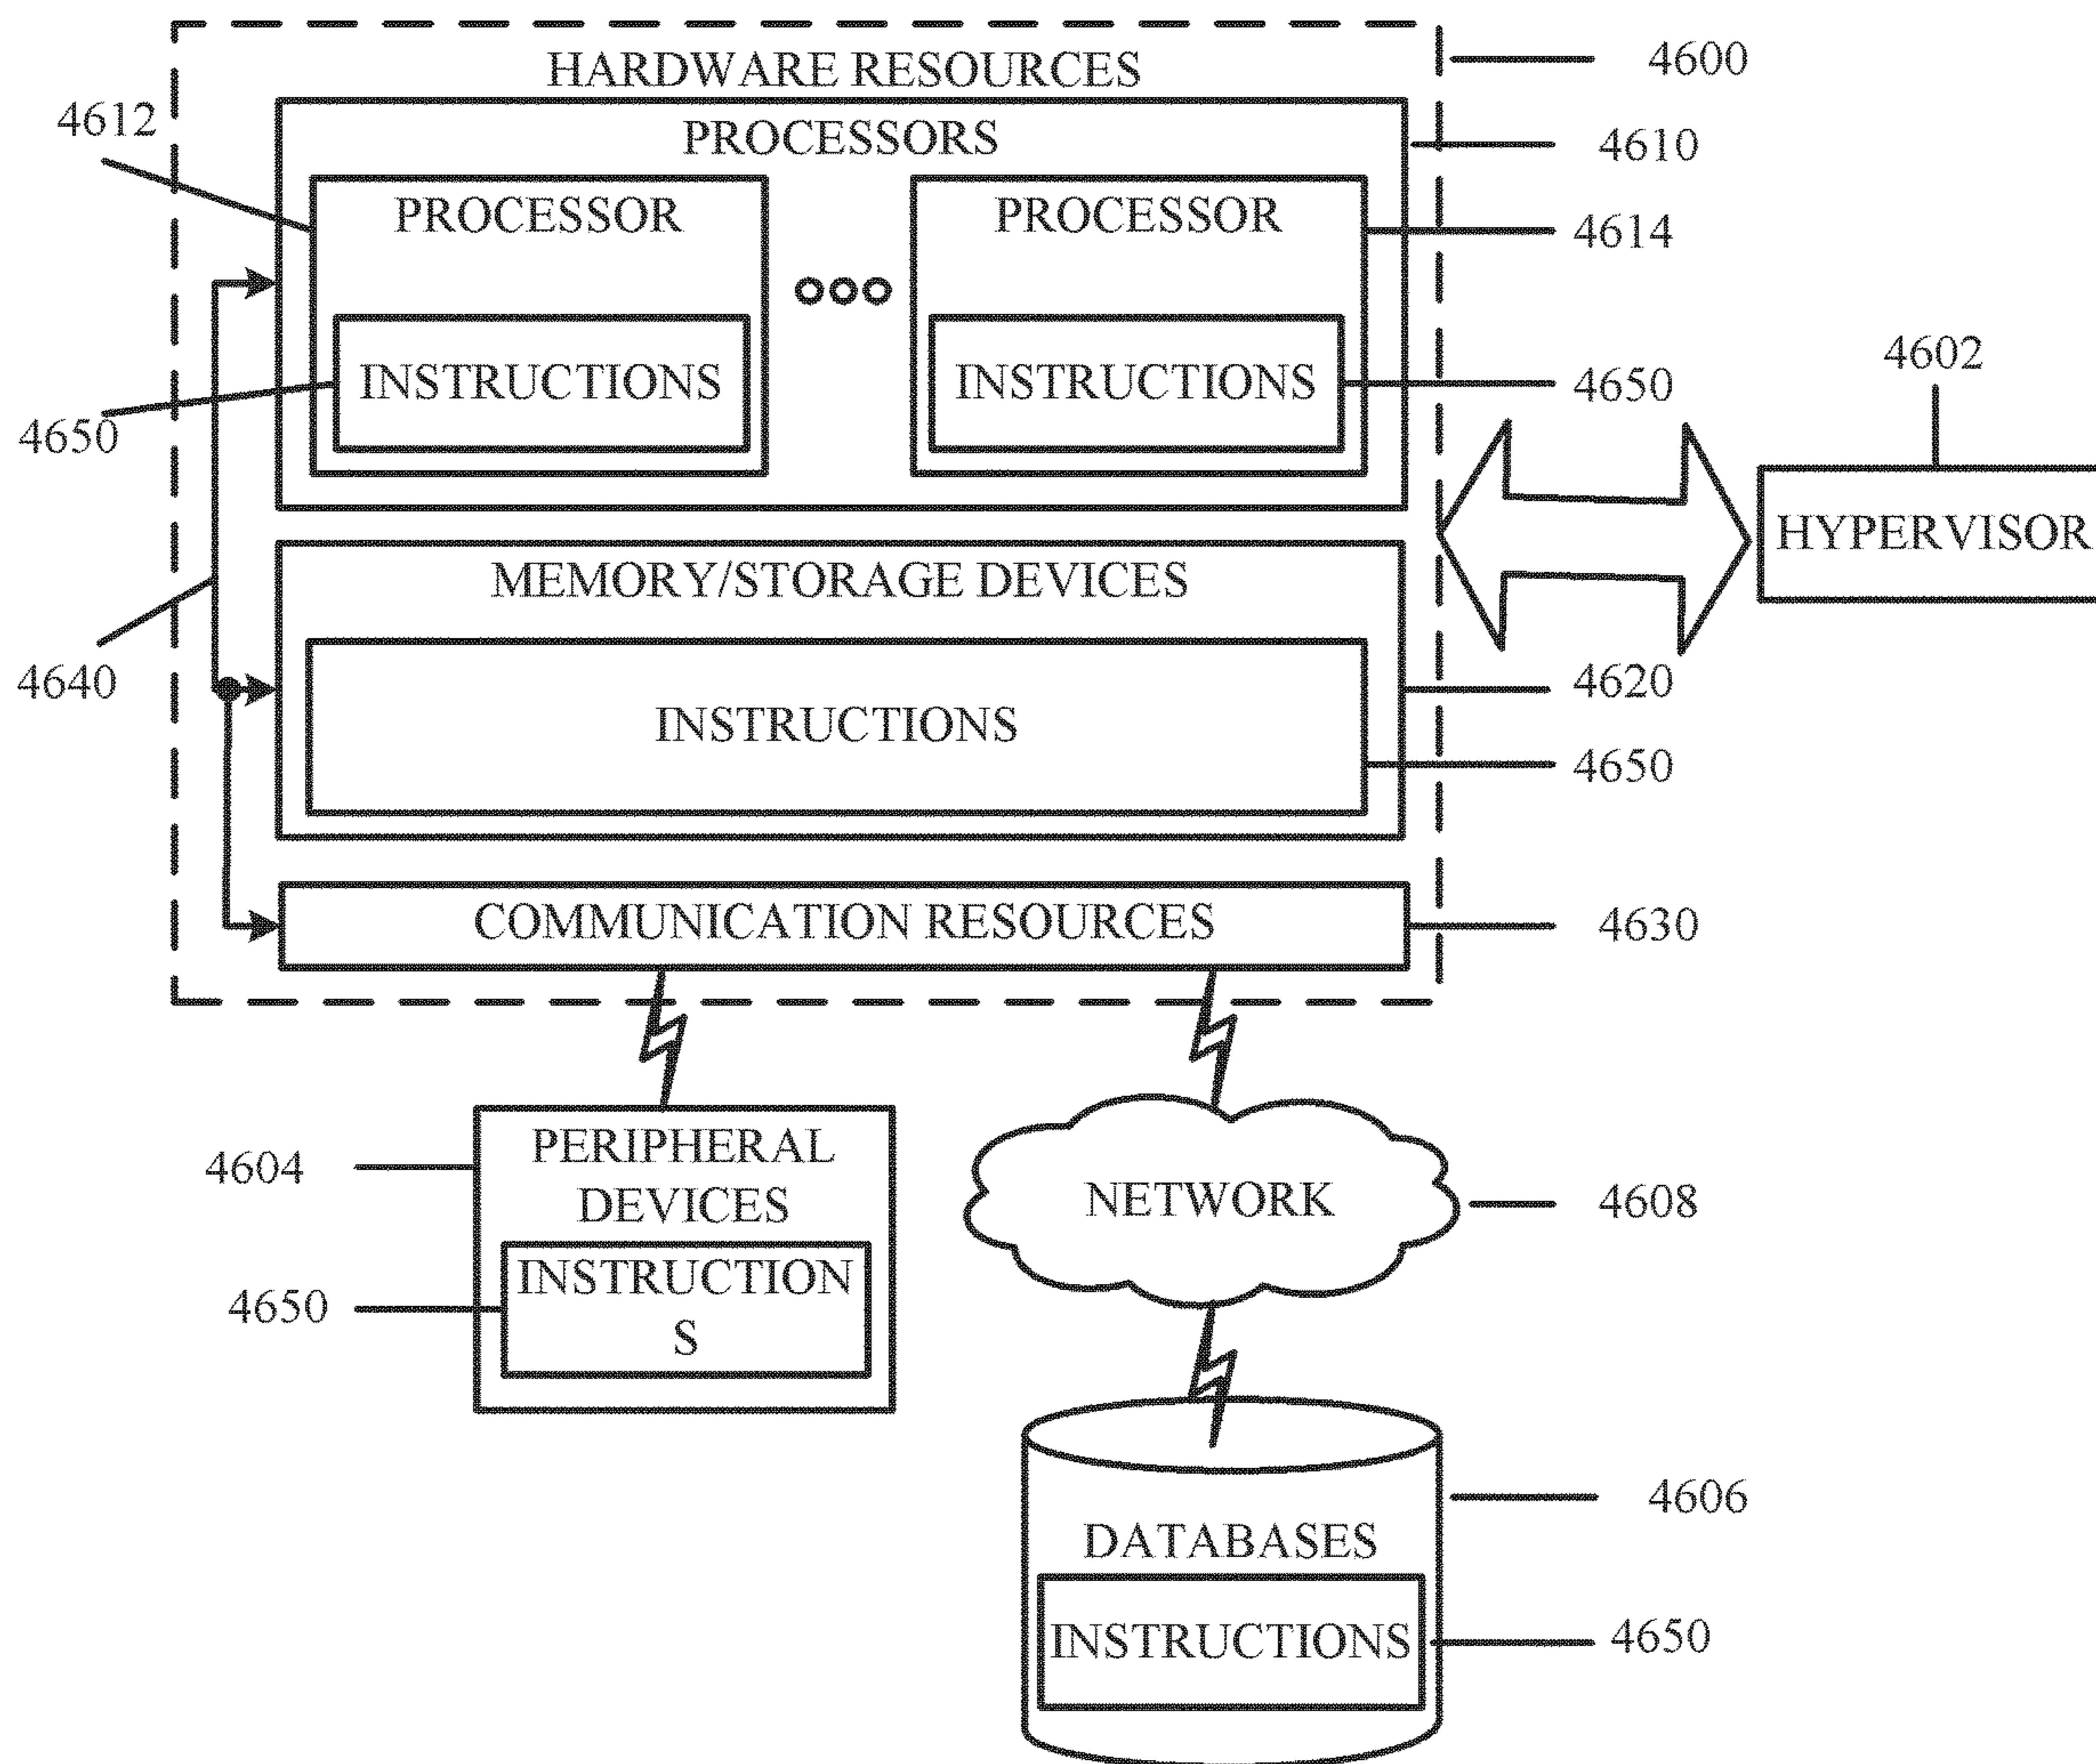 HARDWARE RESOURCES
4600
4612
PROCESSORS
4610
PROCESSOR
PROCESSOR
4614
INSTRUCTIONS
INSTRUCTIONS
4650
4650
4602
HYPERVISOR
MEMORY/STORAGE DEVICES
4640
4620
INSTRUCTIONS
4650
COMMUNICATION RESOURCES
4630
4604
PERIPHERAL
DEVICES
NETWORK
4608
4650
INSTRUCTION
S
4606
DATABASES
INSTRUCTIONS
4650